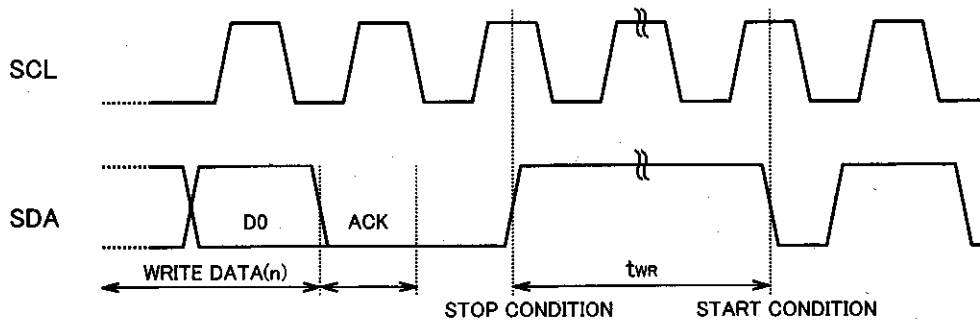 SCL
SDA
D0
ACK
WRITE DATA(n)
tWR
STOP CONDITION
START CONDITION